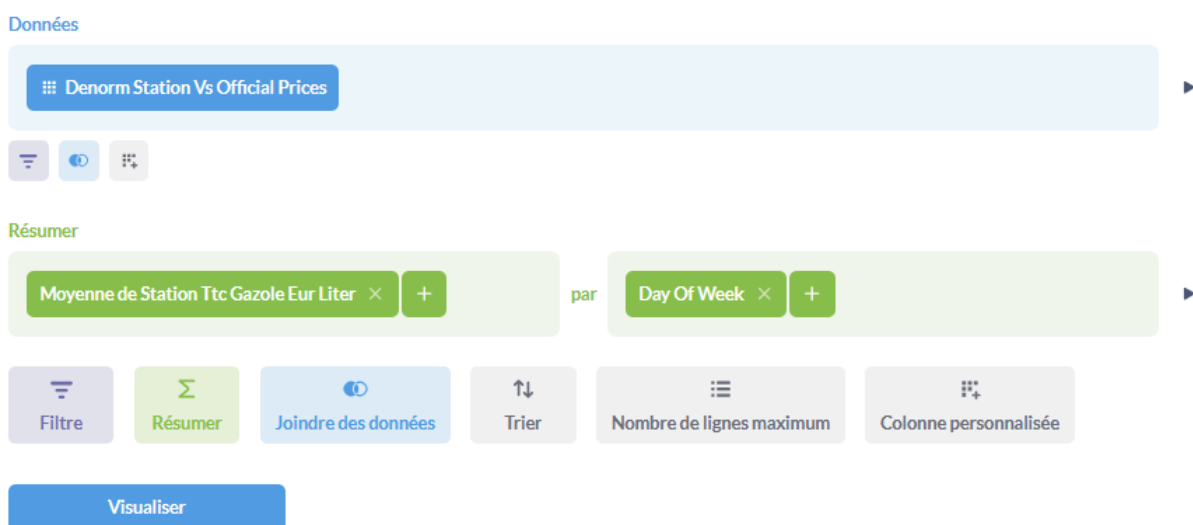 Données
Denorm Station Vs Official Prices
Résumer
Moyenne de Station Ttc Gazole Eur Liter × + par Day Of Week × +
Filtre Résumer Joindre des données Trier Nombre de lignes maximum Colonne personnalisée
Visualiser